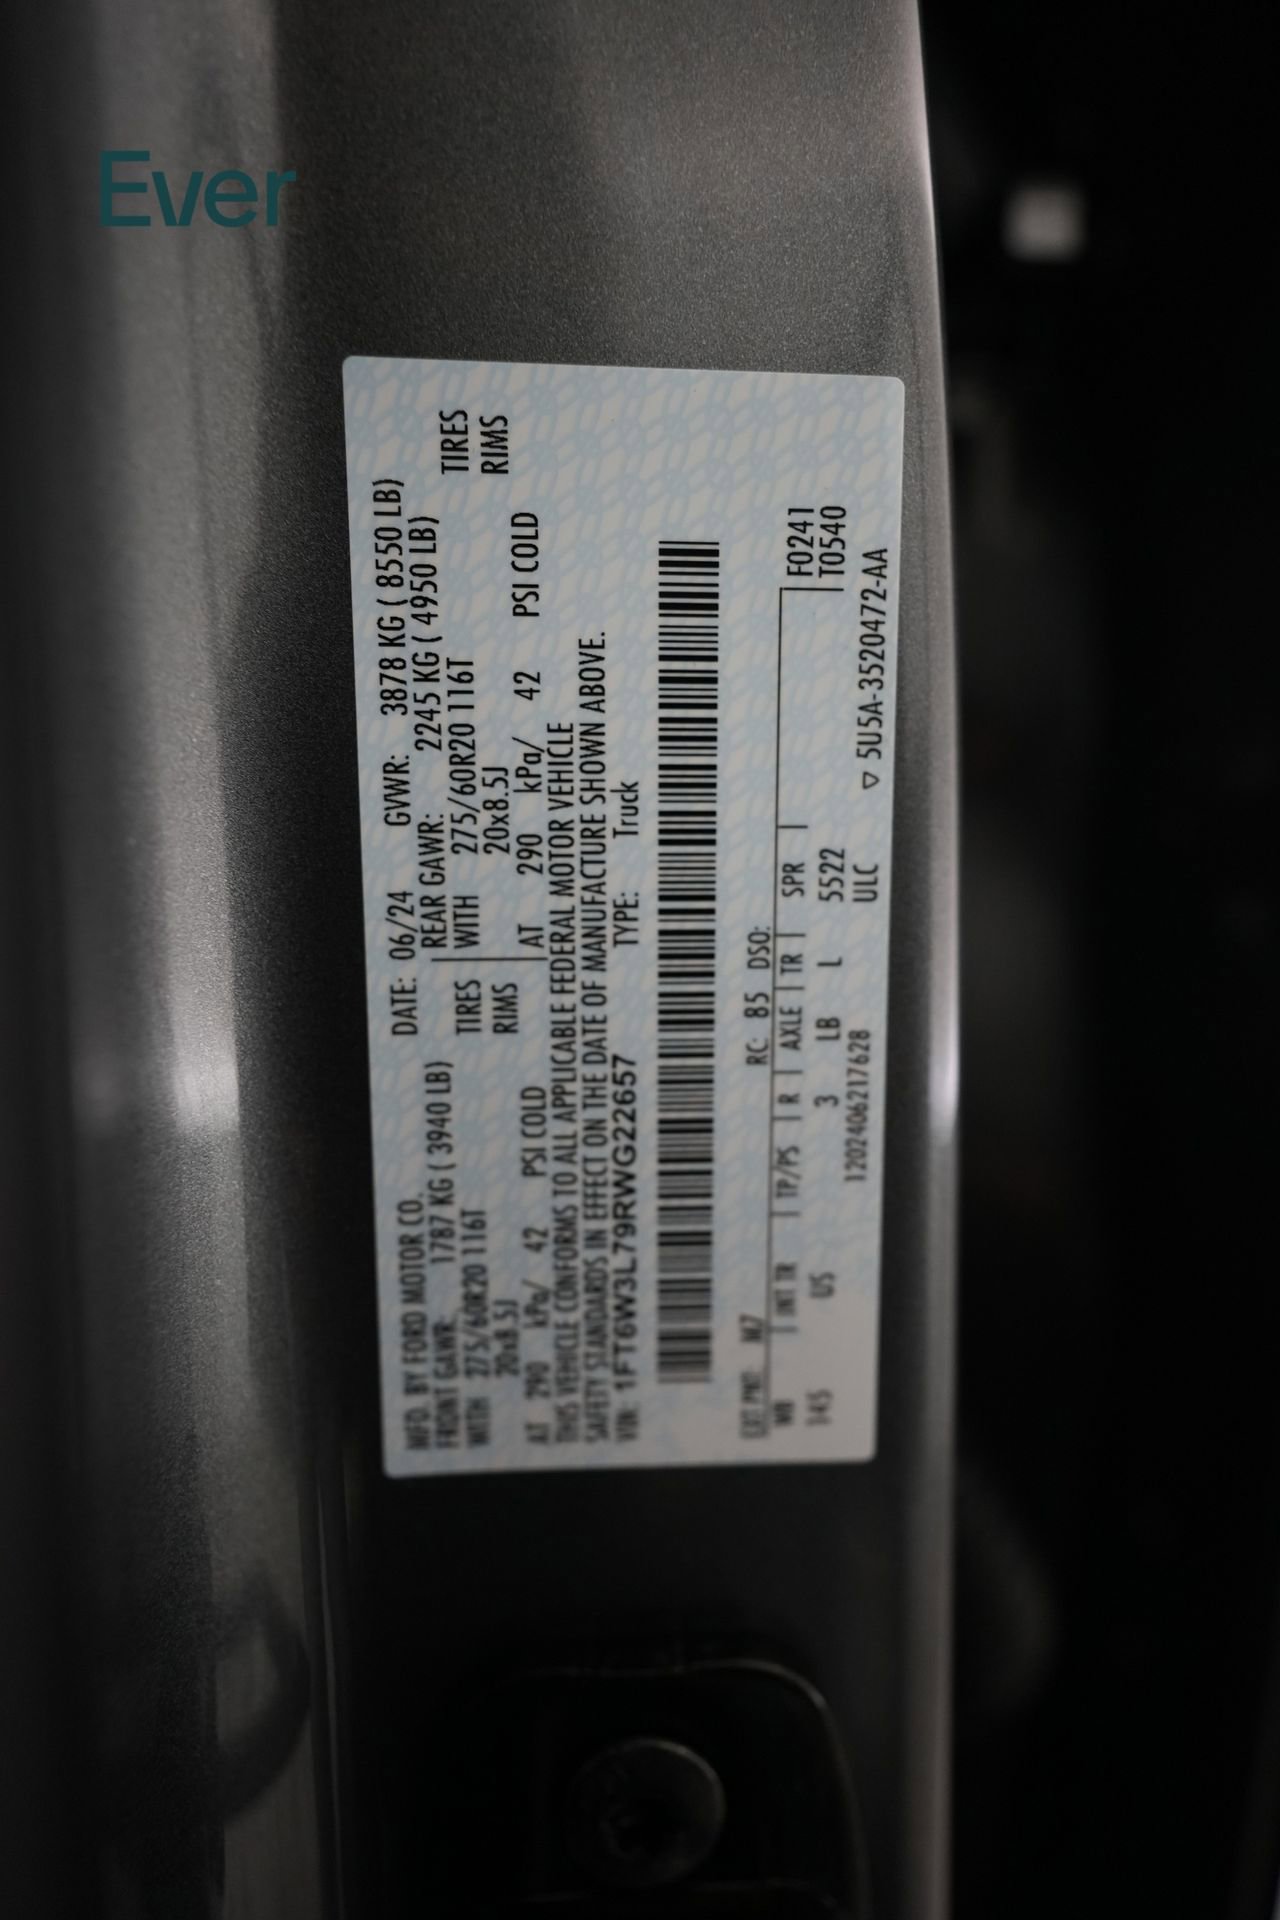 Ever
MFD. BY FORD MOTOR CO. DATE: 06/24 GVWR: 3878 KG ( 8550 LB)
FRONT GAWR: 1787 KG ( 3940 LB) REAR GAWR: 2245 KG ( 4950 LB)
WITH 275/60R20 116T TIRES WITH 275/60R20 116T TIRES
20x8.5J RIMS 20x8.5J RIMS
AT 290 kPa/ 42 PSI COLD AT 290 kPa/ 42 PSI COLD
THIS VEHICLE CONFORMS TO ALL APPLICABLE FEDERAL MOTOR VEHICLE
SAFETY STANDARDS IN EFFECT ON THE DATE OF MANUFACTURE SHOWN ABOVE.
VIN: 1FT6W3L79RWG22657 TYPE: Truck
EXT PNT: M7 RC: 85 DSO:
WB | INT TR | TP/PS | R | AXLE | TR | SPR | F0241
145 US 3 LB L 5522 T0540
ULC
1202406217628 ▽ 5U5A-3520472-AA